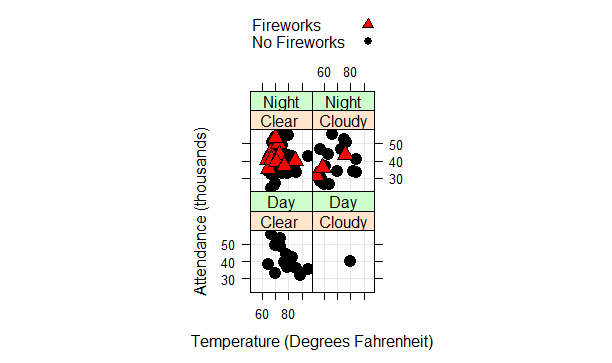 Fireworks
No Fireworks
60 80
Night Night
Clear Cloudy
50
40
30
Day Day
Clear Cloudy
50
40
30
60 80
Attendance (thousands)
Temperature (Degrees Fahrenheit)